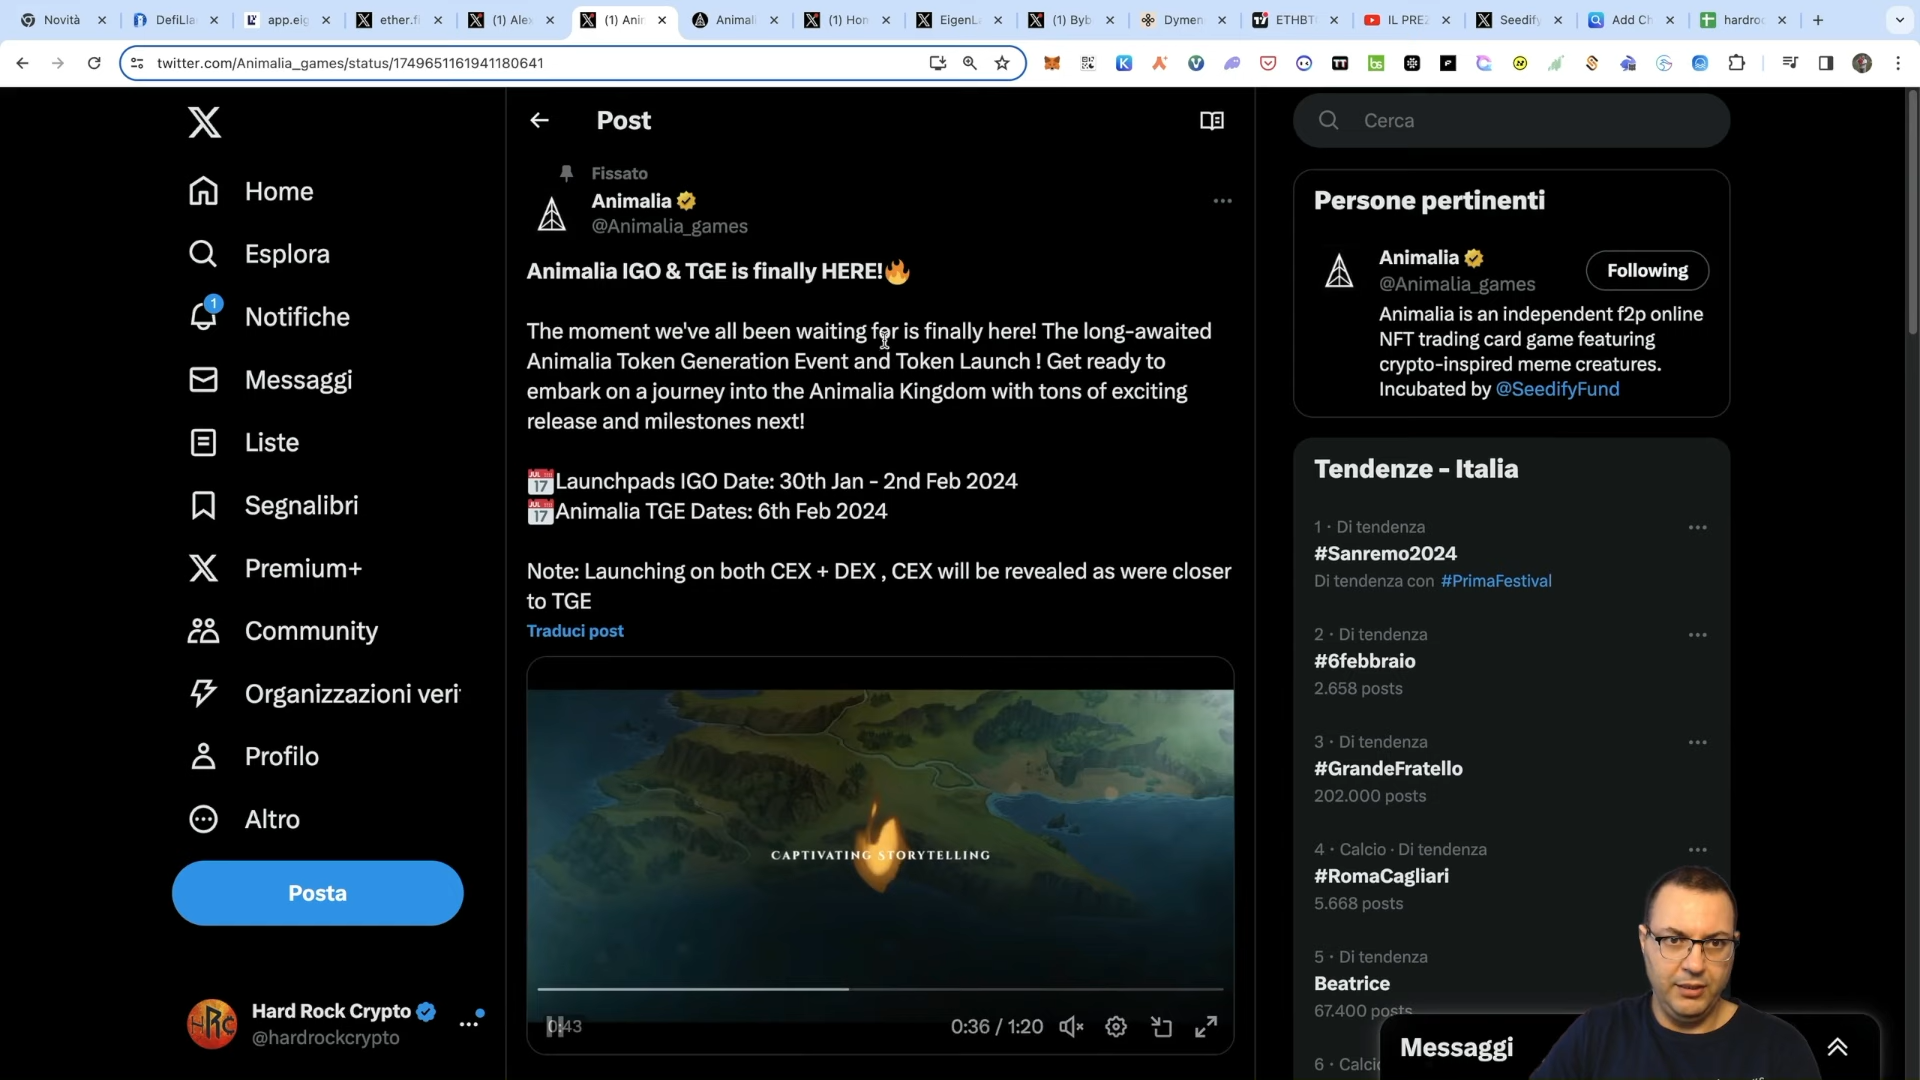 Novità
DefiLla
app.eig
ether.fi
(1) Alex
(1) Anin
Animali
(1) Hon
EigenLa
(1) Byb
Dymen
ETHBT
IL PREZ
Seedify
Add Ch
hardro
twitter.com/Animalia_games/status/1749651161941180641
Home
Esplora
1
Notifiche
Messaggi
Liste
Segnalibri
Premium+
Community
Organizzazioni veri
Profilo
Altro
Posta
Hard Rock Crypto
@hardrockcrypto
Post
Fissato
Animalia
@Animalia_games
Animalia IGO & TGE is finally HERE!🔥
The moment we've all been waiting for is finally here! The long-awaited
Animalia Token Generation Event and Token Launch ! Get ready to
embark on a journey into the Animalia Kingdom with tons of exciting
release and milestones next!
📅Launchpads IGO Date: 30th Jan - 2nd Feb 2024
📅Animalia TGE Dates: 6th Feb 2024
Note: Launching on both CEX + DEX , CEX will be revealed as were closer
to TGE
Traduci post
CAPTIVATING STORYTELLING
0:43
0:36 / 1:20
Cerca
Persone pertinenti
Animalia
@Animalia_games
Following
Animalia is an independent f2p online
NFT trading card game featuring
crypto-inspired meme creatures.
Incubated by @SeedifyFund
Tendenze - Italia
1 · Di tendenza
#Sanremo2024
Di tendenza con #PrimaFestival
2 · Di tendenza
#6febbraio
2.658 posts
3 · Di tendenza
#GrandeFratello
202.000 posts
4 · Calcio · Di tendenza
#RomaCagliari
5.668 posts
5 · Di tendenza
Beatrice
67.400 posts
6 · Calci
Messaggi